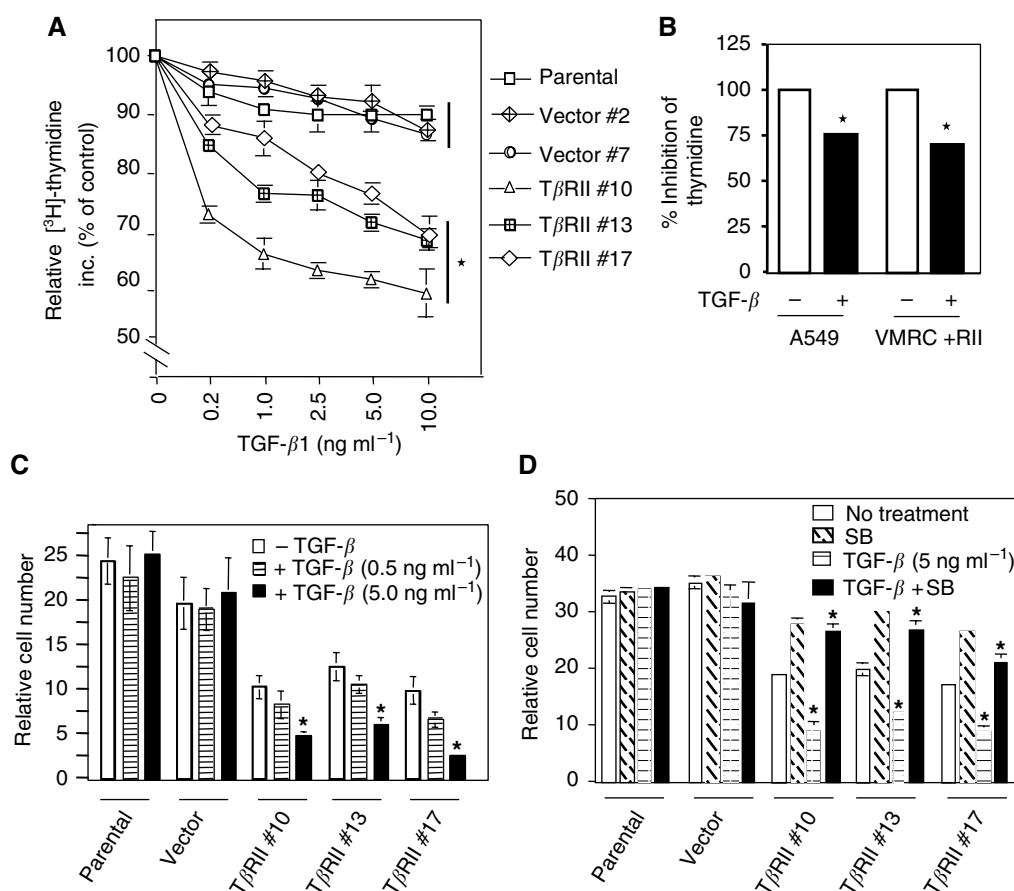 A
Relative [³H]-thymidine
inc. (% of control)
100
90
80
70
60
50
0
0.2
1.0
2.5
5.0
10.0
TGF-β1 (ng ml⁻¹)
Parental
Vector #2
Vector #7
TβRII #10
TβRII #13
TβRII #17
B
% Inhibition of
thymidine
125
100
75
50
25
0
TGF-β – + – +
A549 VMRC +RII
C
Relative cell number
25
20
15
10
5
0
– TGF-β
+ TGF-β (0.5 ng ml⁻¹)
+ TGF-β (5.0 ng ml⁻¹)
* * *
Parental
Vector
TβRII #10
TβRII #13
TβRII #17
D
Relative cell number
50
40
30
20
10
0
No treatment
SB
TGF-β (5 ng ml⁻¹)
TGF-β +SB
* * * * * *
Parental
Vector
TβRII #10
TβRII #13
TβRII #17